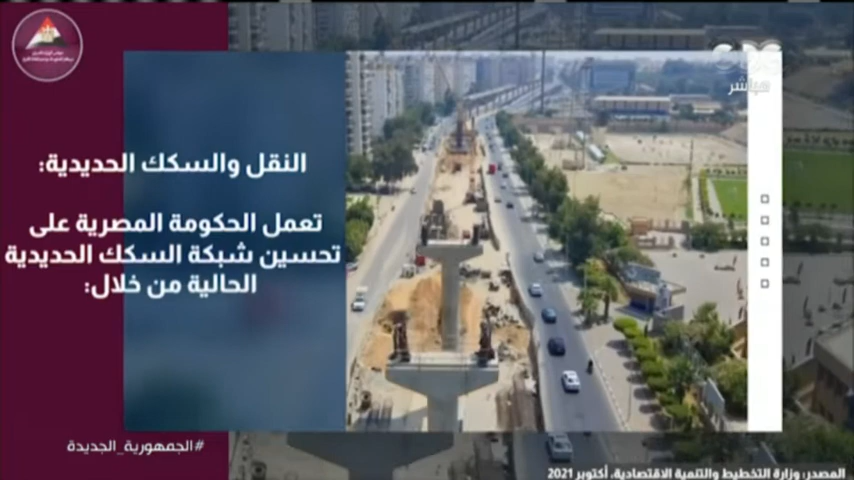 cbc
مباشر
النقل والسكك الحديدية:
تعمل الحكومة المصرية على
تحسين شبكة السكك الحديدية
الحالية من خلال:
#الجمهورية_الجديدة
المصدر: وزارة التخطيط والتنمية الاقتصادية، أكتوبر 2021